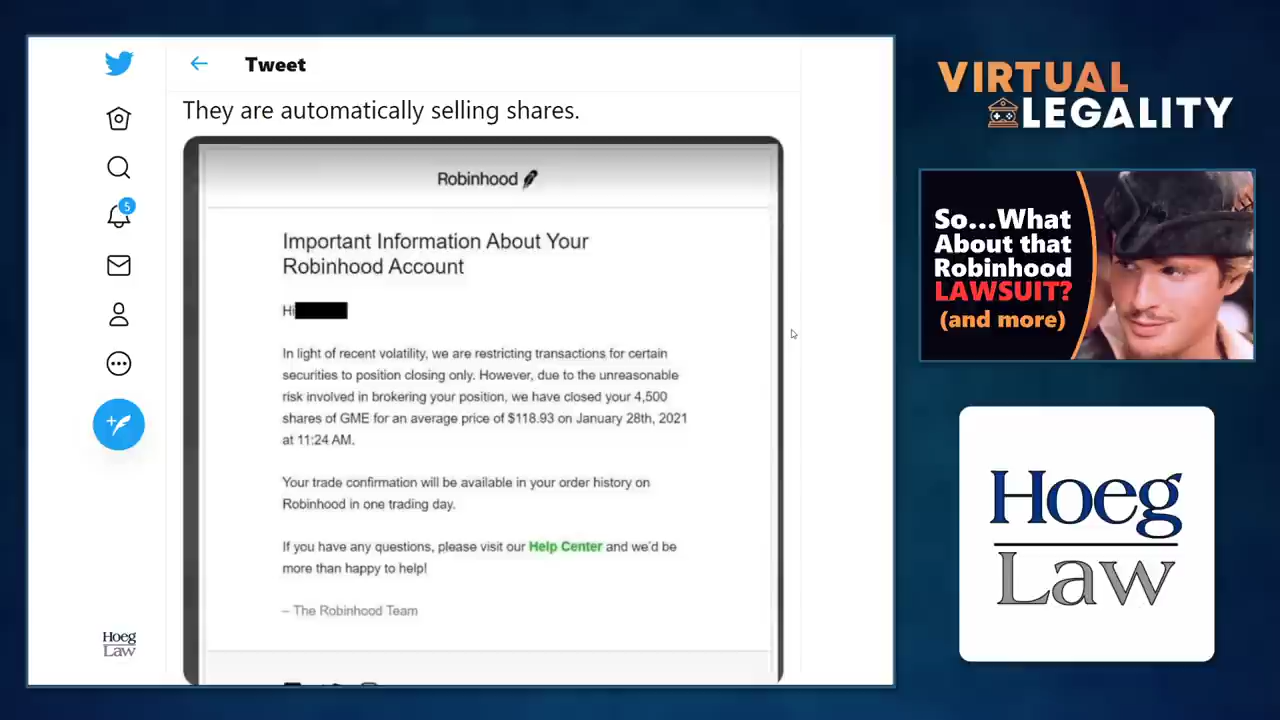 Tweet
They are automatically selling shares.
Robinhood
Important Information About Your
Robinhood Account
Hi
In light of recent volatility, we are restricting transactions for certain
securities to position closing only. However, due to the unreasonable
risk involved in brokering your position, we have closed your 4,500
shares of GME for an average price of $118.93 on January 28th, 2021
at 11:24 AM.
Your trade confirmation will be available in your order history on
Robinhood in one trading day.
If you have any questions, please visit our Help Center and we'd be
more than happy to help!
– The Robinhood Team
5
Hoeg
Law
VIRTUAL
LEGALITY
So...What
About that
Robinhood
LAWSUIT?
(and more)
Hoeg
Law